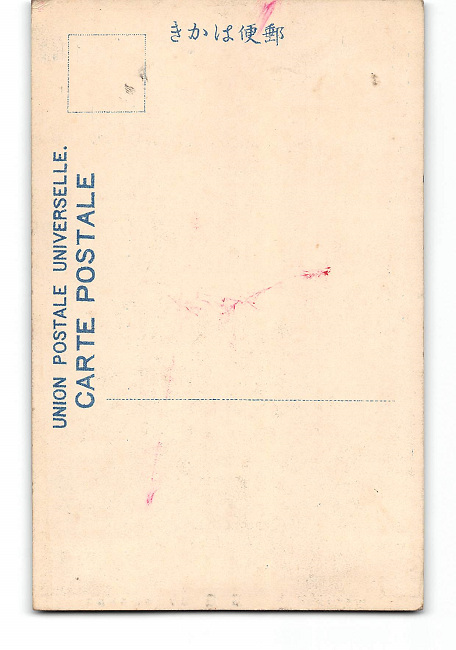 郵便はかき
UNION POSTALE UNIVERSELLE.
CARTE POSTALE